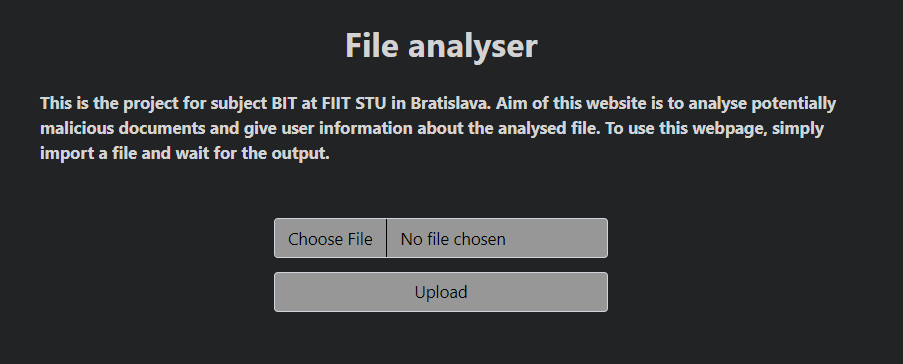 File analyser
This is the project for subject BIT at FIIT STU in Bratislava. Aim of this website is to analyse potentially
malicious documents and give user information about the analysed file. To use this webpage, simply
import a file and wait for the output.
Choose File No file chosen
Upload